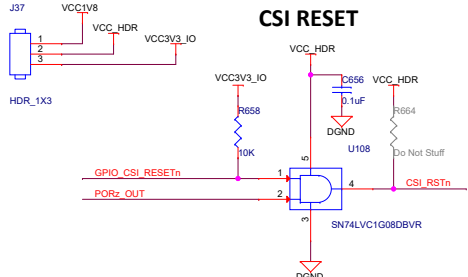 CSI RESET
J37
VCC1V8
VCC_HDR
VCC3V3_IO
1
2
3
HDR_1X3
VCC_HDR
VCC3V3_IO
C656
0.1uF
VCC_HDR
R658
DGND
R664
10K
5
U108
Do Not Stuff
GPIO_CSI_RESETn
1
4
CSI_RSTn
PORz_OUT
2
3
SN74LVC1G08DBVR
DGND